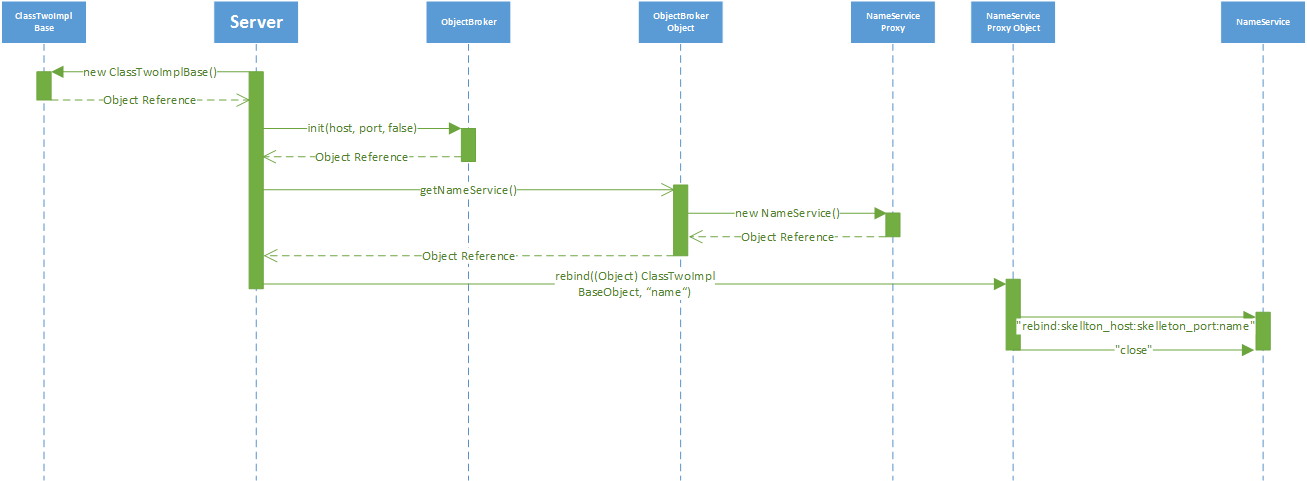 ClassTwoImpl
Base
Server
ObjectBroker
ObjectBroker
Object
NameService
Proxy
NameService
Proxy Object
NameService
new ClassTwoImplBase()
Object Reference
init(host, port, false)
Object Reference
getNameService()
new NameService()
Object Reference
Object Reference
rebind((Object) ClassTwoImpl
BaseObject, “name“)
"rebind:skellton_host:skelleton_port:name"
"close"